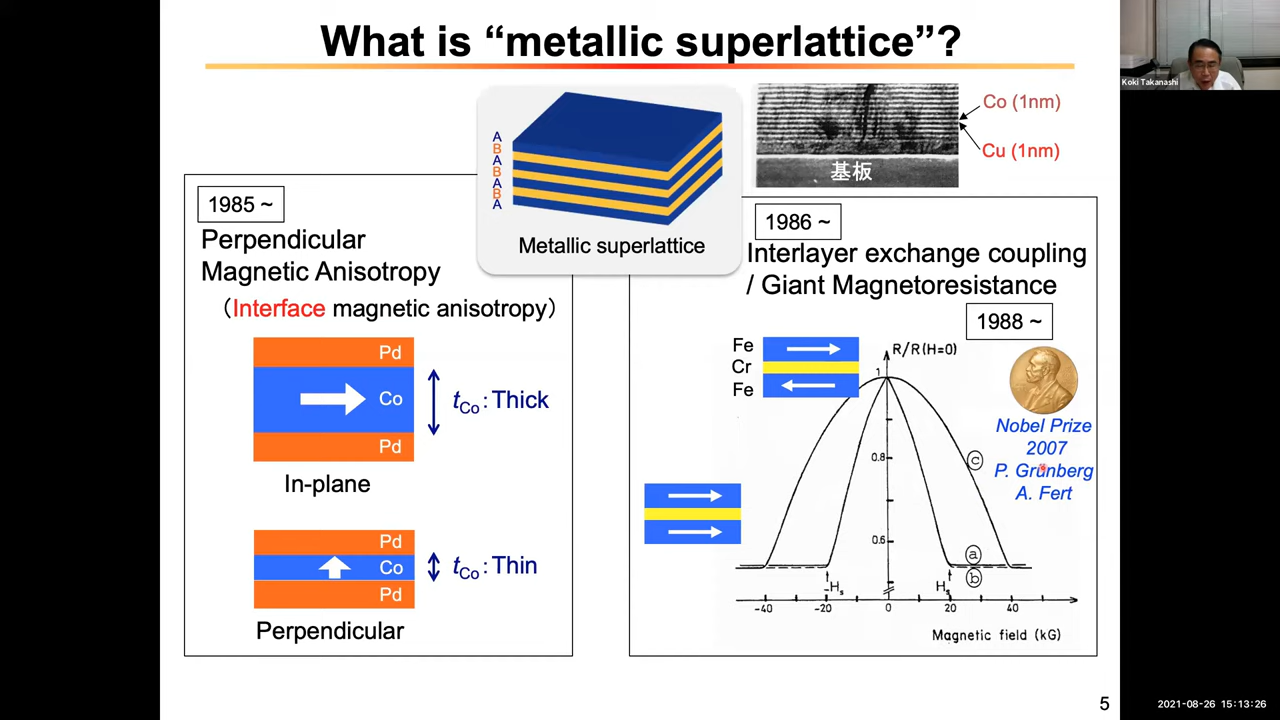 What is “metallic superlattice”?
Koki Takanashi
A
B
A
B
A
B
A
Metallic superlattice
Co (1nm)
Cu (1nm)
基板
1985 ~
Perpendicular
Magnetic Anisotropy
（Interface magnetic anisotropy）
Pd
Co
Pd
tCo : Thick
In-plane
Pd
Co
Pd
tCo : Thin
Perpendicular
1986 ~
Interlayer exchange coupling
/ Giant Magnetoresistance
1988 ~
Fe
Cr
Fe
R/R(H=0)
1
0.8
0.6
c
a
b
-Hs
Hs
-40
-20
0
20
40
Magnetic field (kG)
Nobel Prize
2007
P. Grünberg
A. Fert
5
2021-08-26 15:13:26